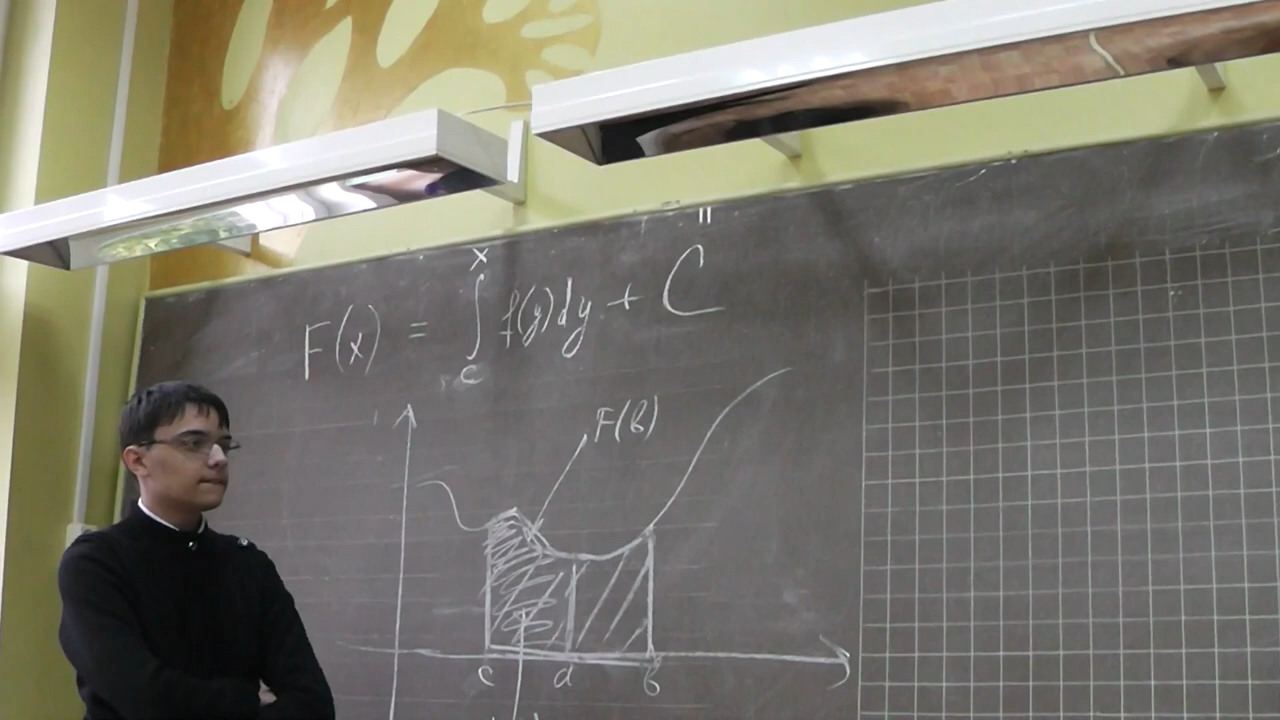 F(x) = ∫_c^x f(y)dy + C
F(b)
c a b